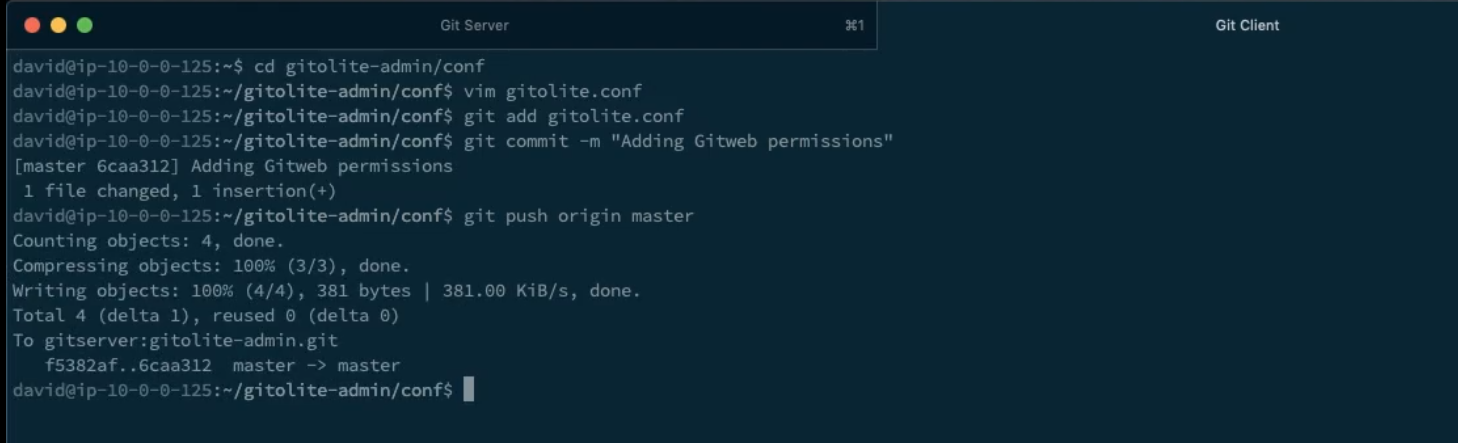 Git Server ⌘1 Git Client
david@ip-10-0-0-125:~$ cd gitolite-admin/conf
david@ip-10-0-0-125:~/gitolite-admin/conf$ vim gitolite.conf
david@ip-10-0-0-125:~/gitolite-admin/conf$ git add gitolite.conf
david@ip-10-0-0-125:~/gitolite-admin/conf$ git commit -m "Adding Gitweb permissions"
[master 6caa312] Adding Gitweb permissions
 1 file changed, 1 insertion(+)
david@ip-10-0-0-125:~/gitolite-admin/conf$ git push origin master
Counting objects: 4, done.
Compressing objects: 100% (3/3), done.
Writing objects: 100% (4/4), 381 bytes | 381.00 KiB/s, done.
Total 4 (delta 1), reused 0 (delta 0)
To gitserver:gitolite-admin.git
   f5382af..6caa312  master -> master
david@ip-10-0-0-125:~/gitolite-admin/conf$